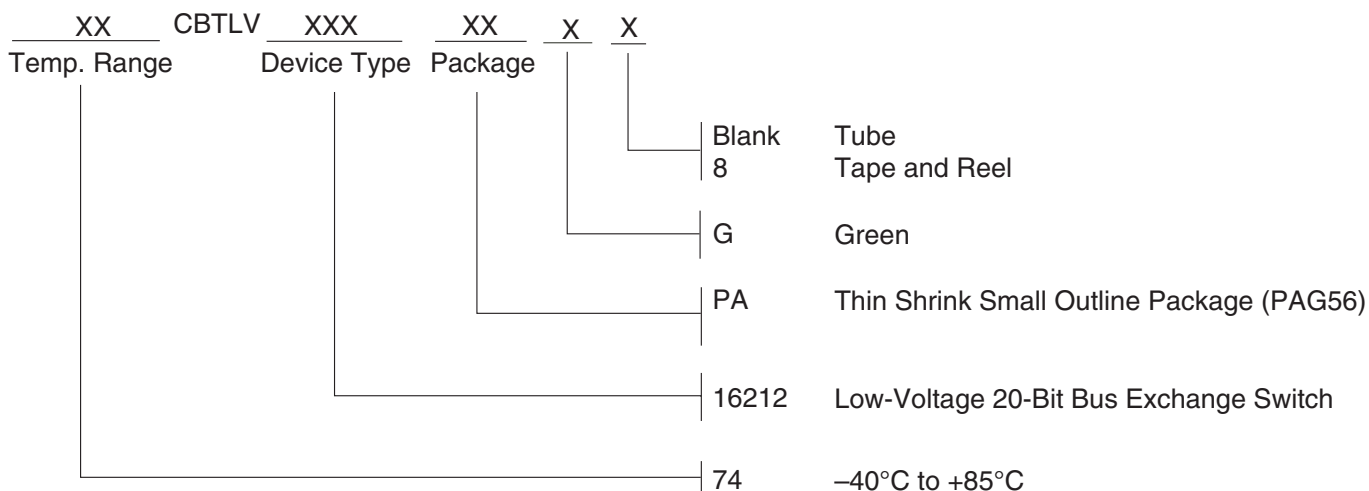 XX CBTLV XXX XX X X
Temp. Range Device Type Package
Blank Tube
8 Tape and Reel
G Green
PA Thin Shrink Small Outline Package (PAG56)
16212 Low-Voltage 20-Bit Bus Exchange Switch
74 –40°C to +85°C